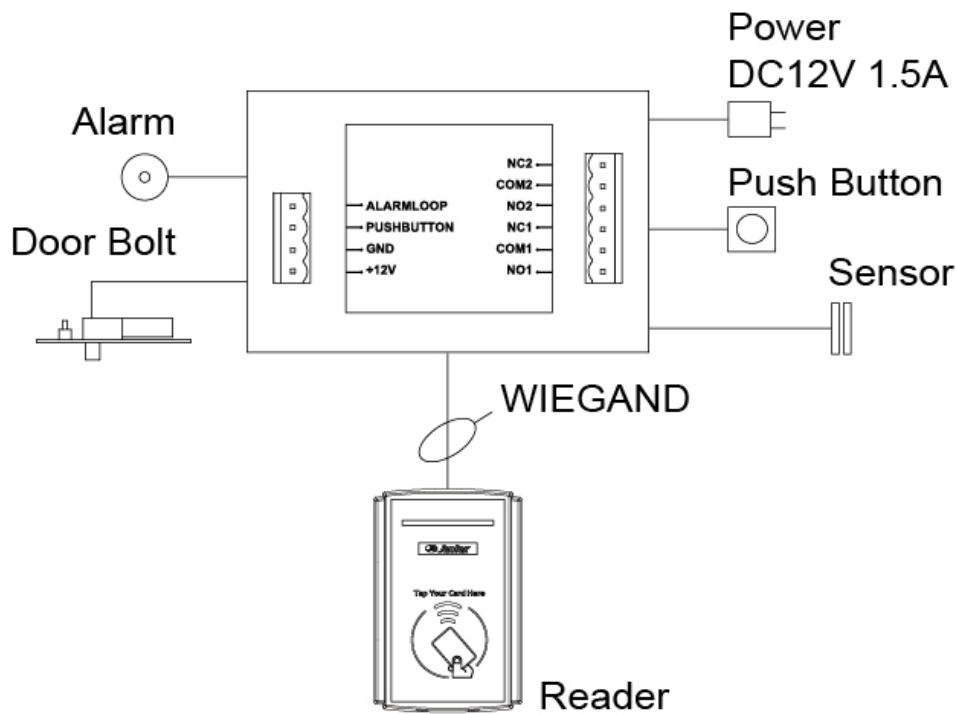 Power
DC12V 1.5A
Alarm
Push Button
Door Bolt
Sensor
ALARMLOOP
PUSHBUTTON
GND
+12V
NC2
COM2
NO2
NC1
COM1
NO1
WIEGAND
Tap Your Card Here
Reader